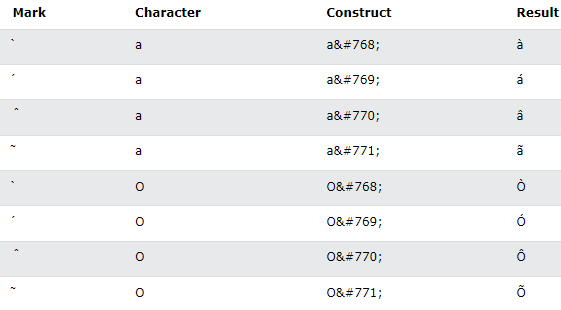 Mark Character Construct Result
̀ a a&#768; à
́ a a&#769; á
̂ a a&#770; â
̃ a a&#771; ã
̀ O O&#768; Ò
́ O O&#769; Ó
̂ O O&#770; Ô
̃ O O&#771; Õ